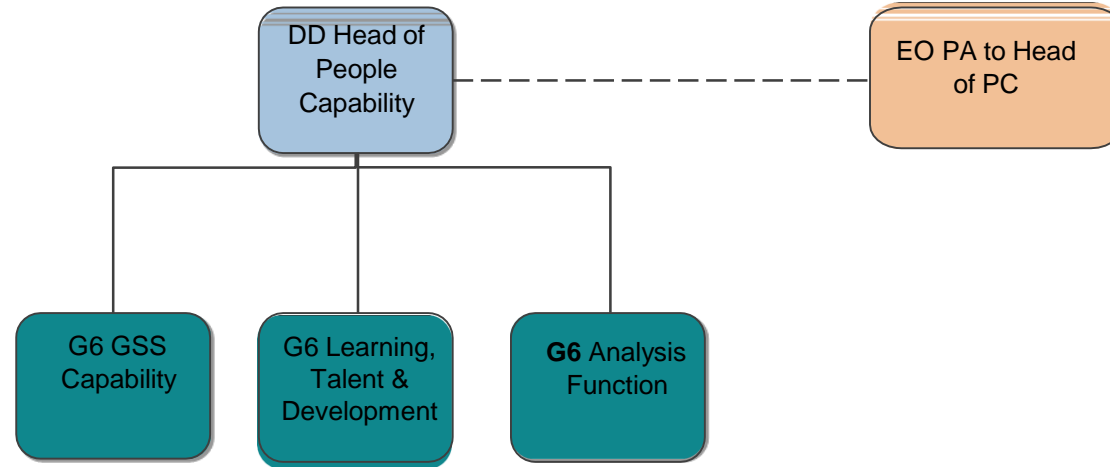 DD Head of
People
Capability
EO PA to Head
of PC
G6 GSS
Capability
G6 Learning,
Talent &
Development
G6 Analysis
Function